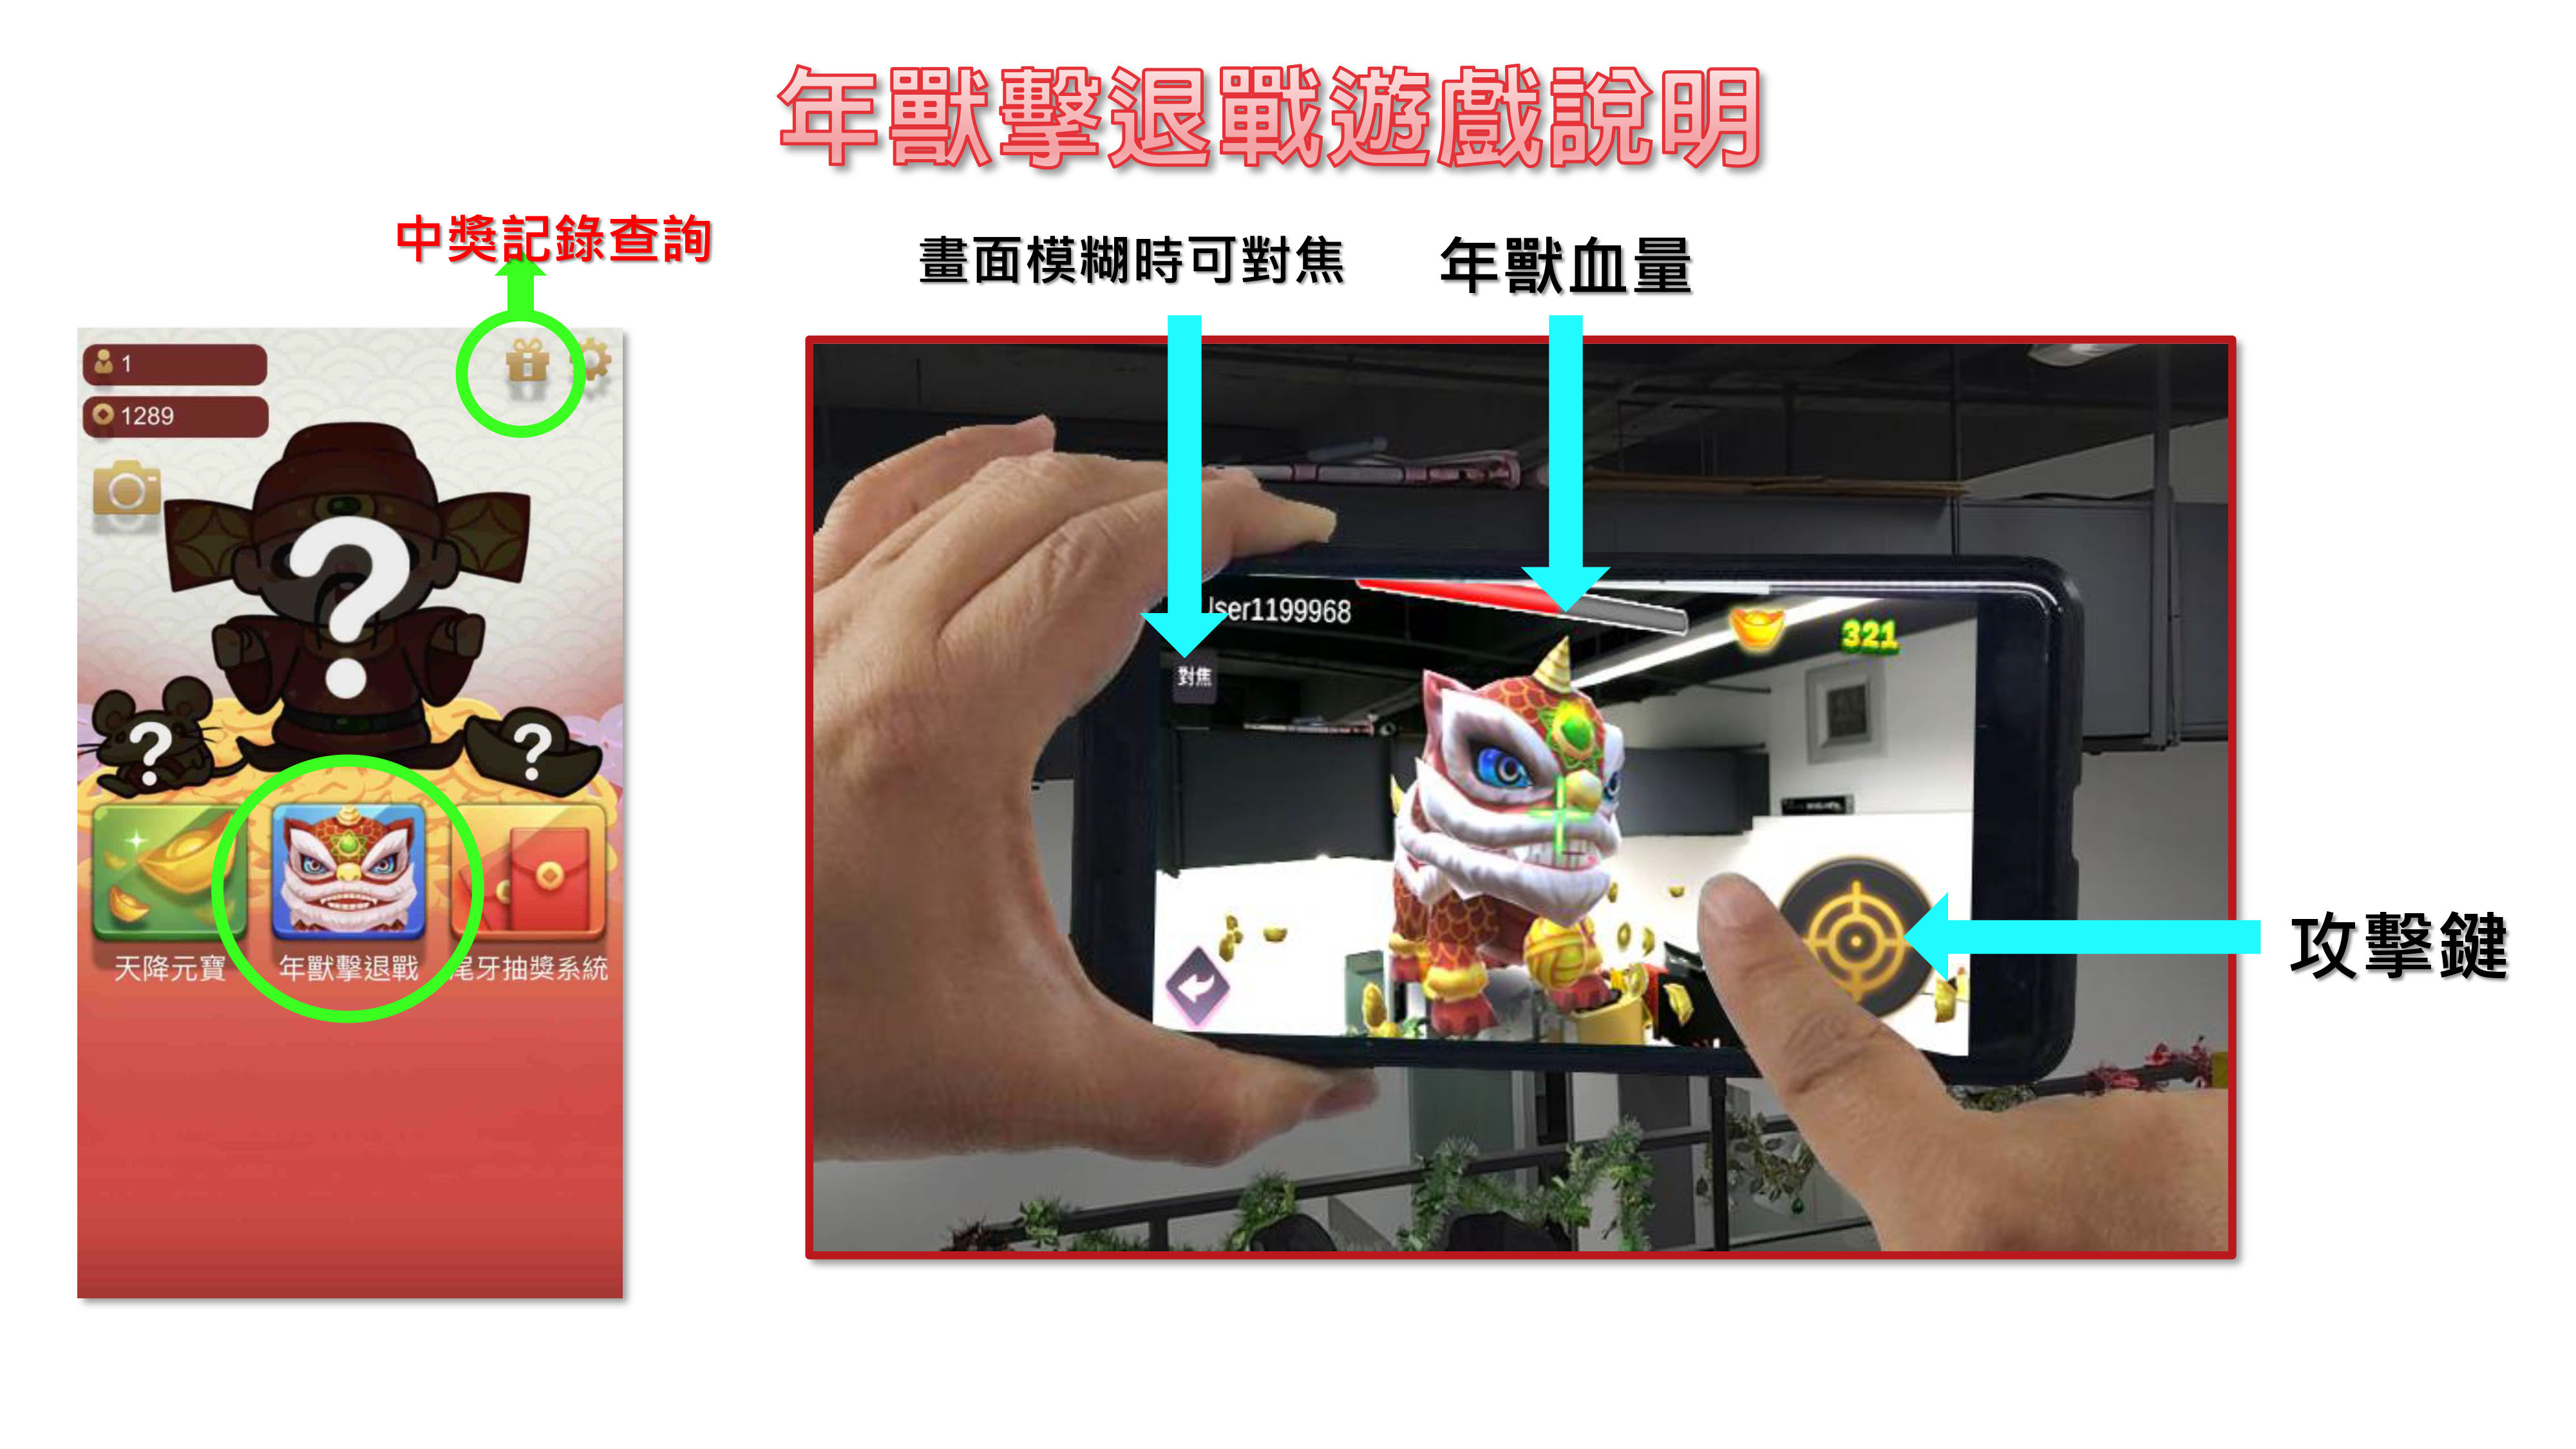 年獸擊退戰遊戲說明
中獎記錄查詢
畫面模糊時可對焦
年獸血量
1
1289
?
?
?
天降元寶
年獸擊退戰
尾牙抽獎系統
ser1199968
321
對焦
攻擊鍵